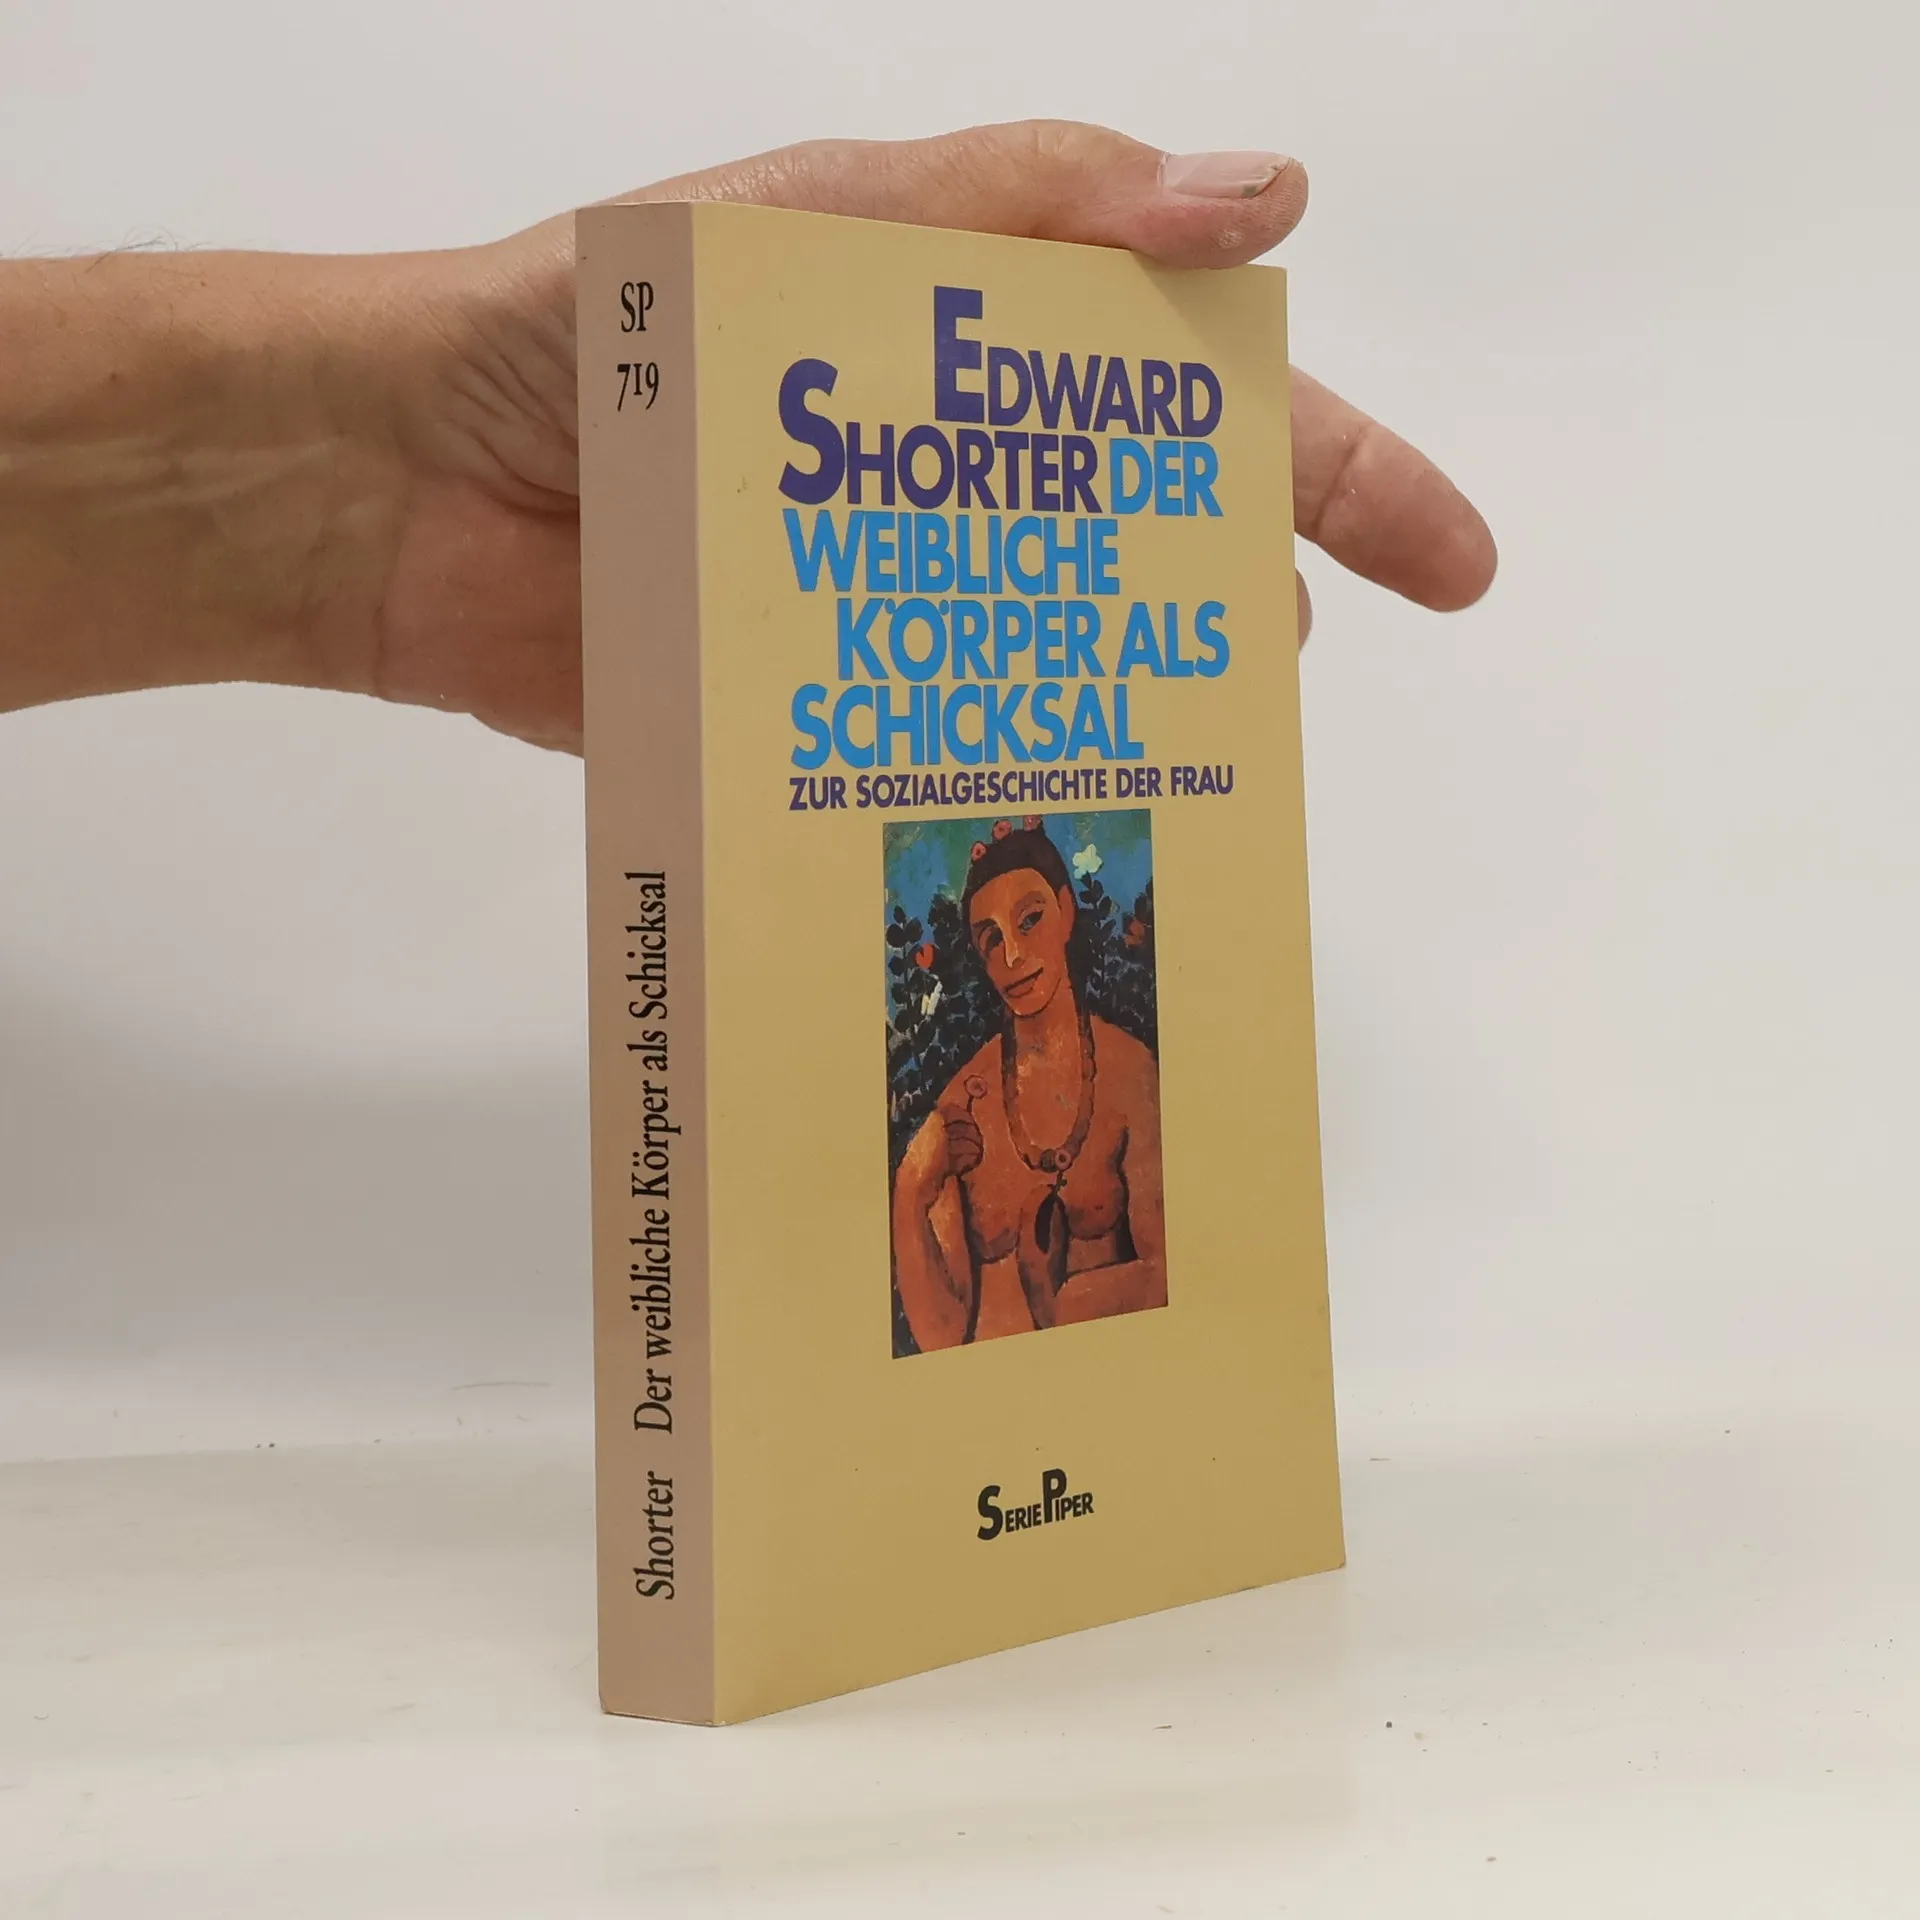 SP
719
Shorter Der weibliche Körper als Schicksal
EDWARD
SHORTER DER
WEIBLICHE
KÖRPER ALS
SCHICKSAL
ZUR SOZIALGESCHICHTE DER FRAU
SERIE PIPER